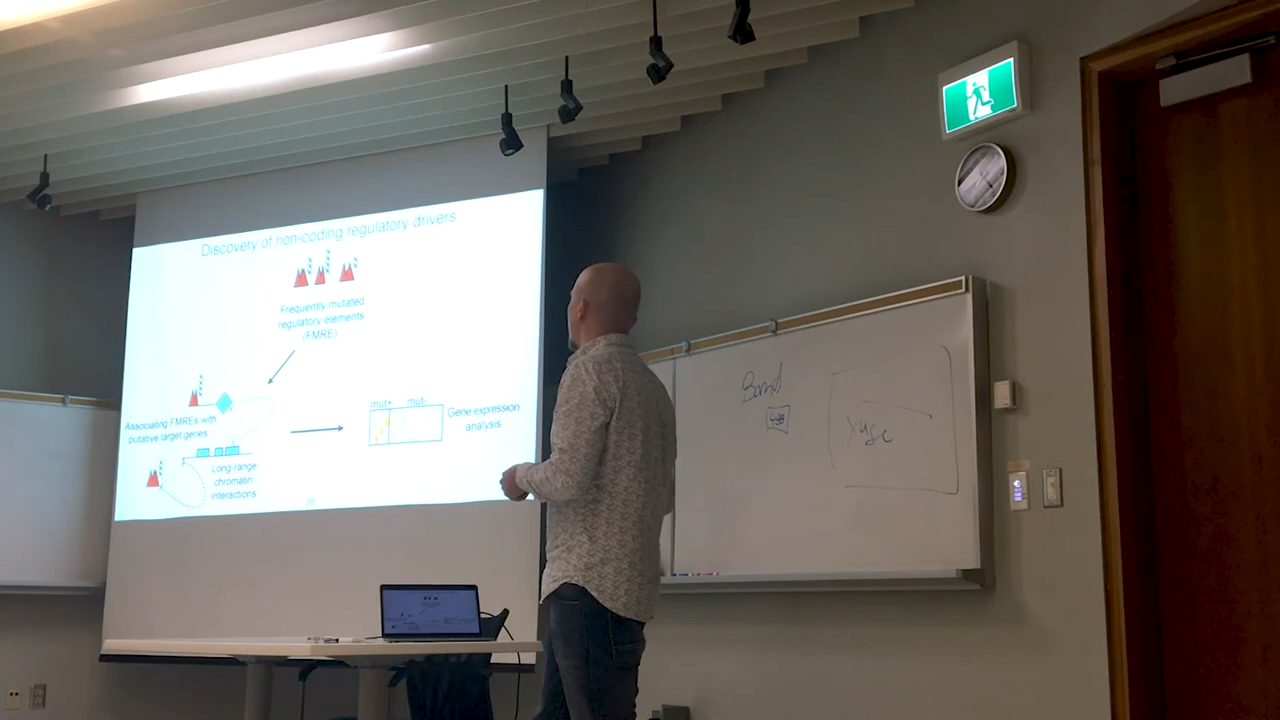 Discovery of non-coding regulatory drivers
Frequently mutated
regulatory elements
(FMRE)
Associating FMREs with
putative target genes
Long-range
chromatin
interactions
mut+ mut-
Gene expression
analysis